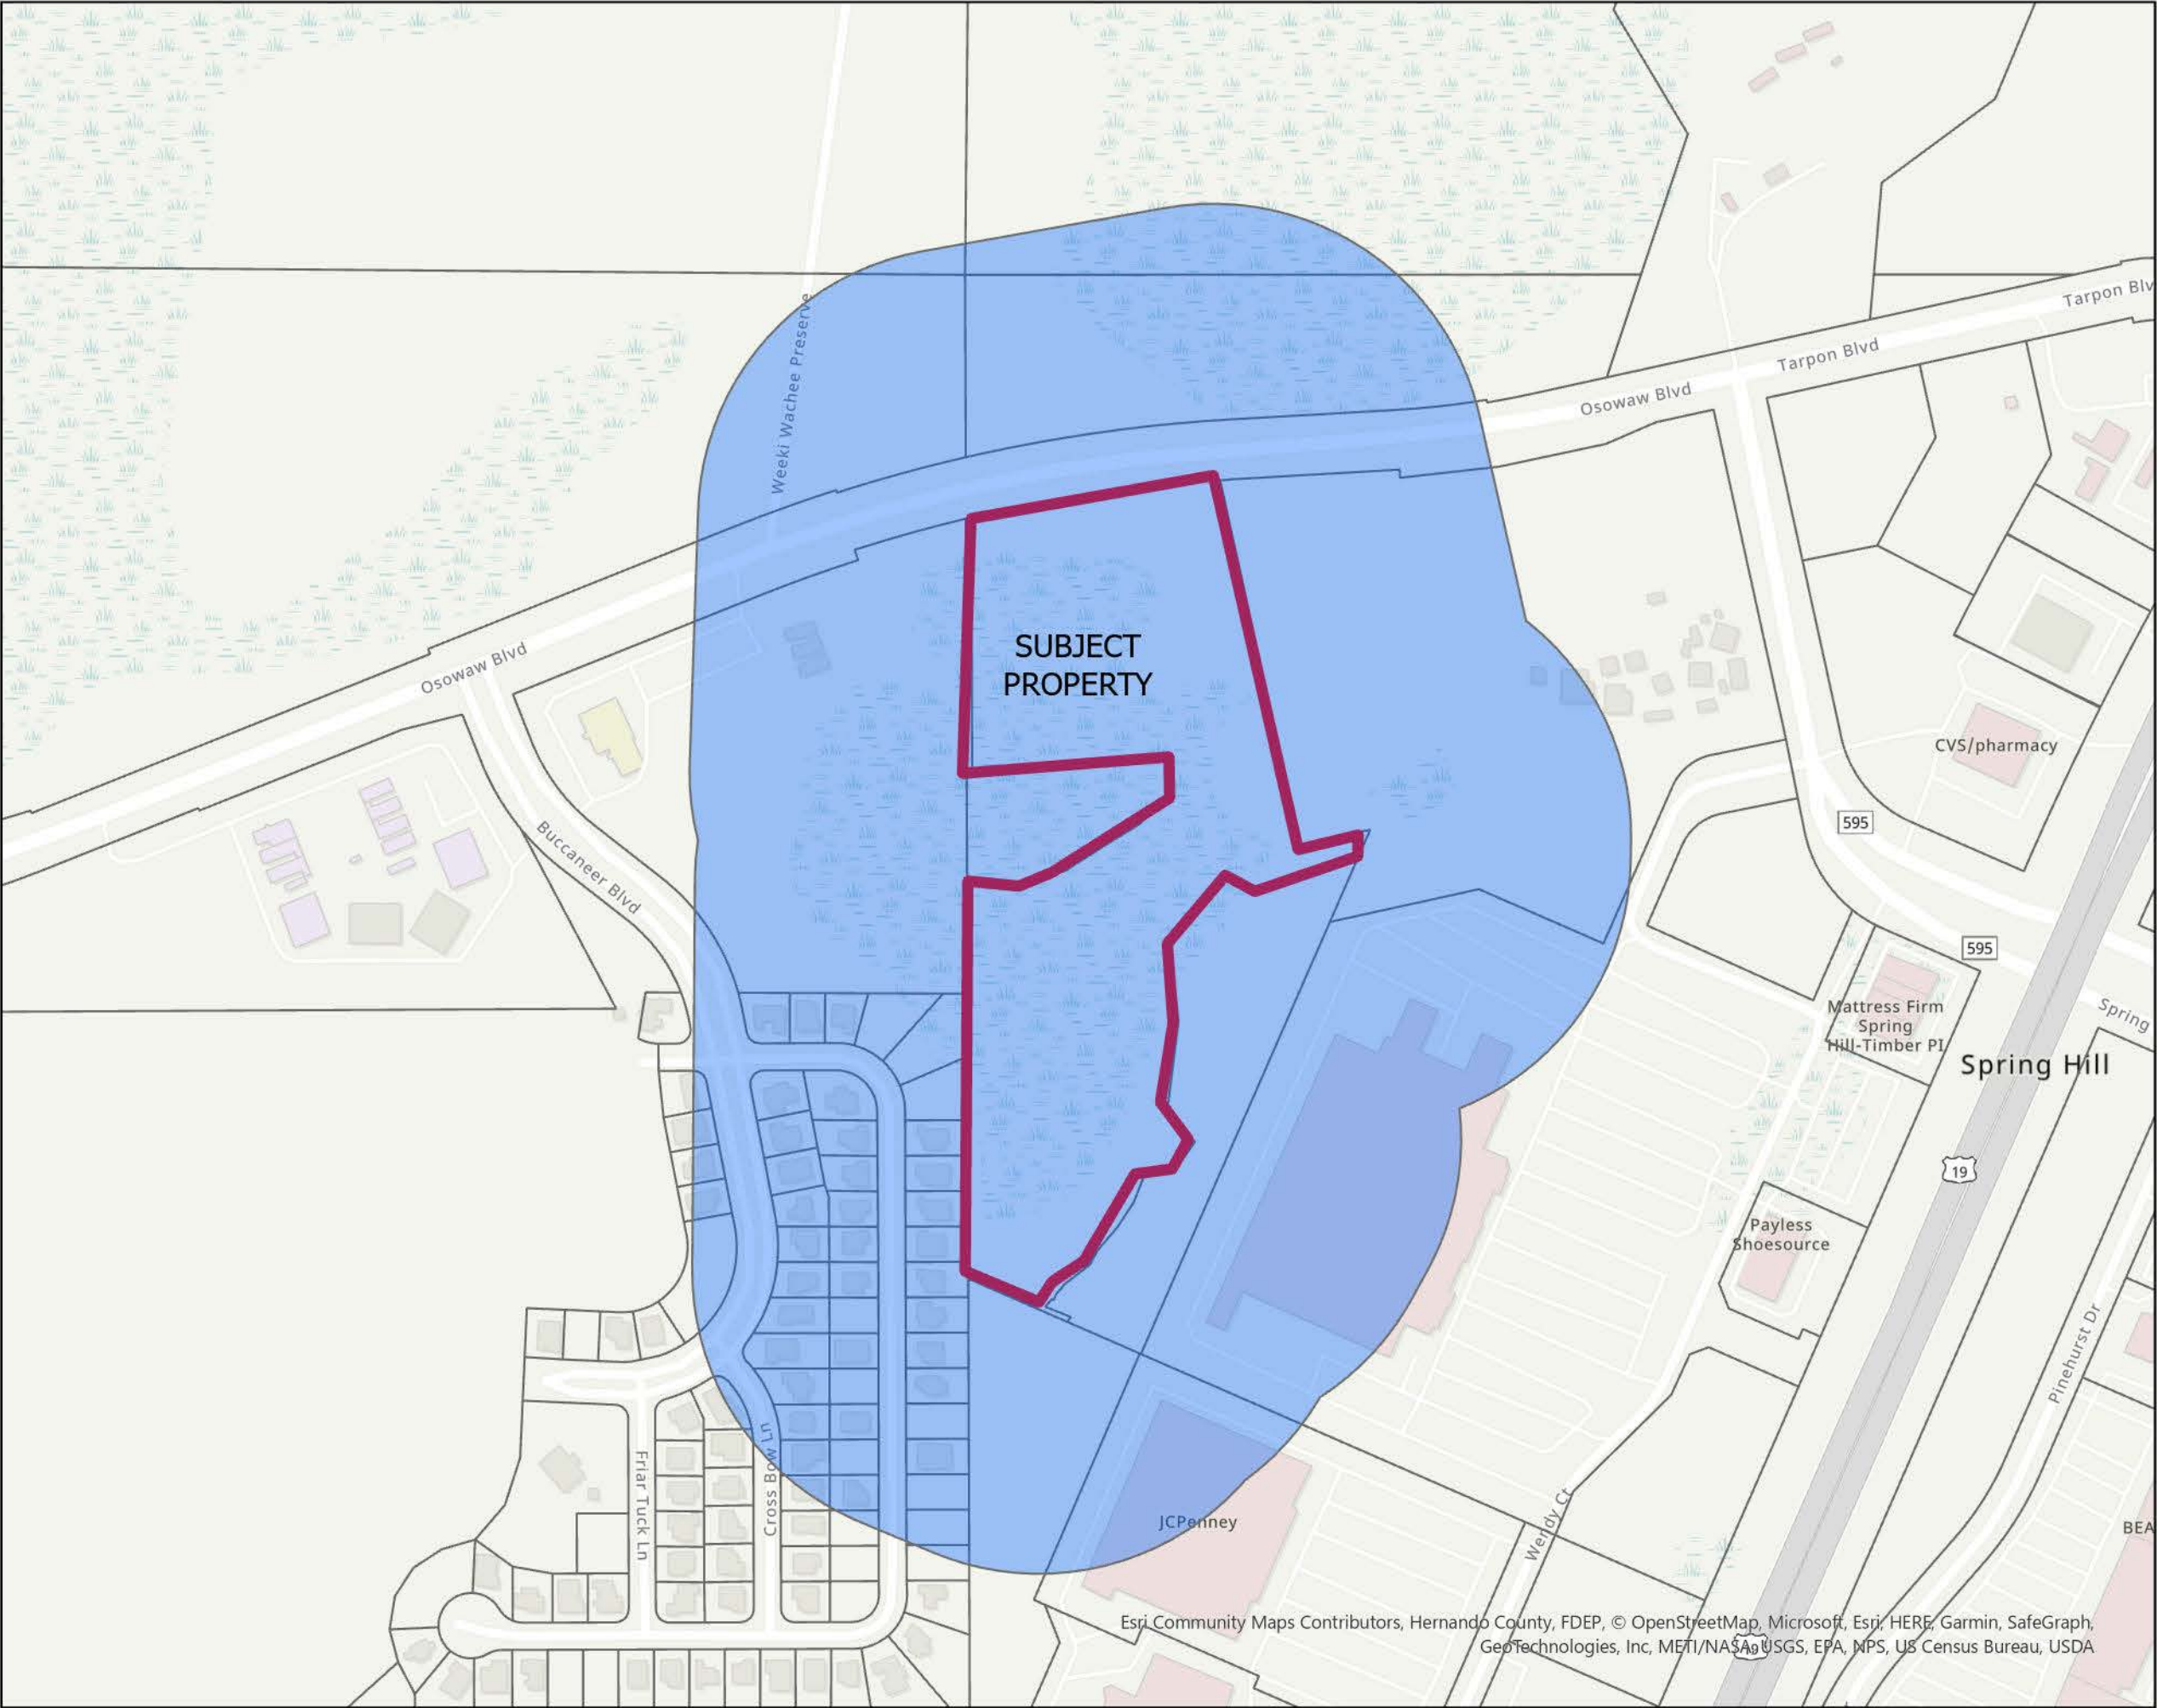 Weeki Wachee Preserve
Tarpon Blv
Tarpon Blvd
Osowaw Blvd
SUBJECT
PROPERTY
Osowaw Blvd
CVS/pharmacy
595
Buccaneer Blvd
595
Mattress Firm
Spring
Hill-Timber Pl
Spring
Spring Hill
19
Payless
Shoesource
Pinehurst Dr
Friar Tuck Ln
Cross Bow Ln
JCPenney
Wendy Ct
BEA
Esri Community Maps Contributors, Hernando County, FDEP, © OpenStreetMap, Microsoft, Esri, HERE, Garmin, SafeGraph,
GeoTechnologies, Inc, METI/NASA, USGS, EPA, NPS, US Census Bureau, USDA
19